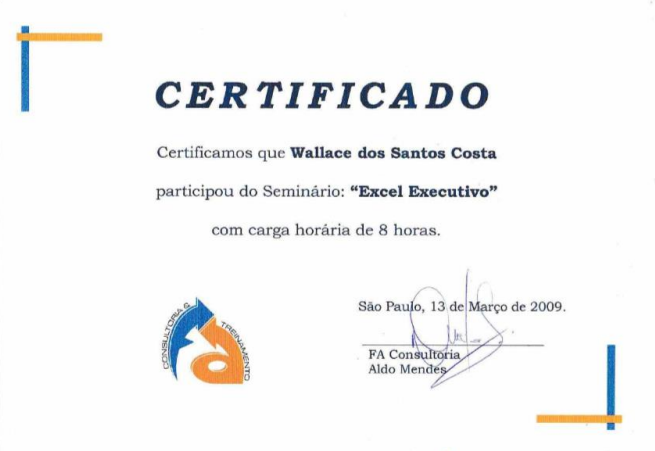 CERTIFICADO
Certificamos que Wallace dos Santos Costa
participou do Seminário: “Excel Executivo”
com carga horária de 8 horas.
CONSULTORIA &
TREINAMENTO
São Paulo, 13 de Março de 2009.
FA Consultoria
Aldo Mendes